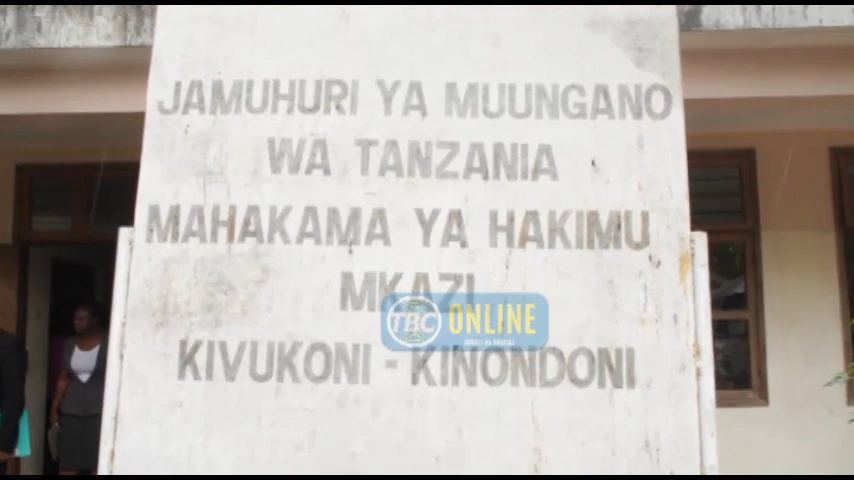 JAMUHURI YA MUUNGANO
WA TANZANIA
MAHAKAMA YA HAKIMU
MKAZI
TBC ONLINE
KIVUKONI - KINONDONI